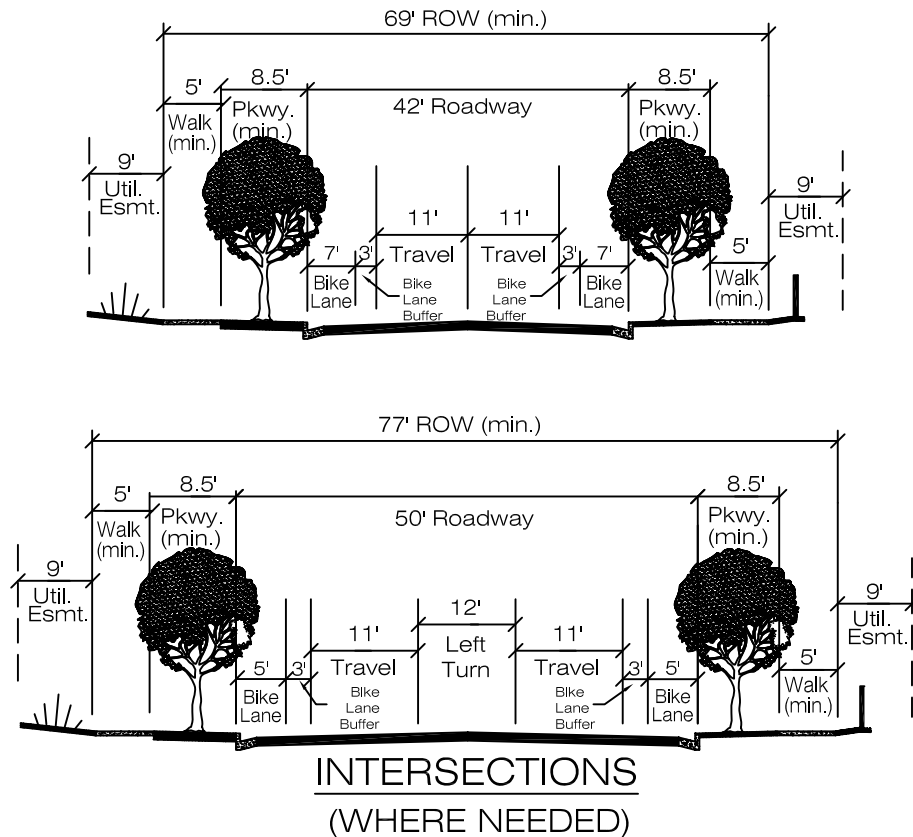 69' ROW (min.)
8.5'
8.5'
5'
Pkwy.
(min.)
42' Roadway
Pkwy.
(min.)
Walk
(min.)
9'
Util.
Esmt.
9'
Util.
Esmt.
11'
11'
Travel
Travel
7'
3'
3'
7'
5'
Bike
Lane
Bike
Lane
Buffer
Bike
Lane
Buffer
Bike
Lane
Walk
(min.)
77' ROW (min.)
8.5'
8.5'
5'
Pkwy.
(min.)
50' Roadway
Pkwy.
(min.)
Walk
(min.)
9'
Util.
Esmt.
9'
Util.
Esmt.
12'
Left
Turn
11'
11'
Travel
Travel
5'
3'
3'
5'
5'
Bike
Lane
Bike
Lane
Buffer
Bike
Lane
Buffer
Bike
Lane
Walk
(min.)
INTERSECTIONS
(WHERE NEEDED)